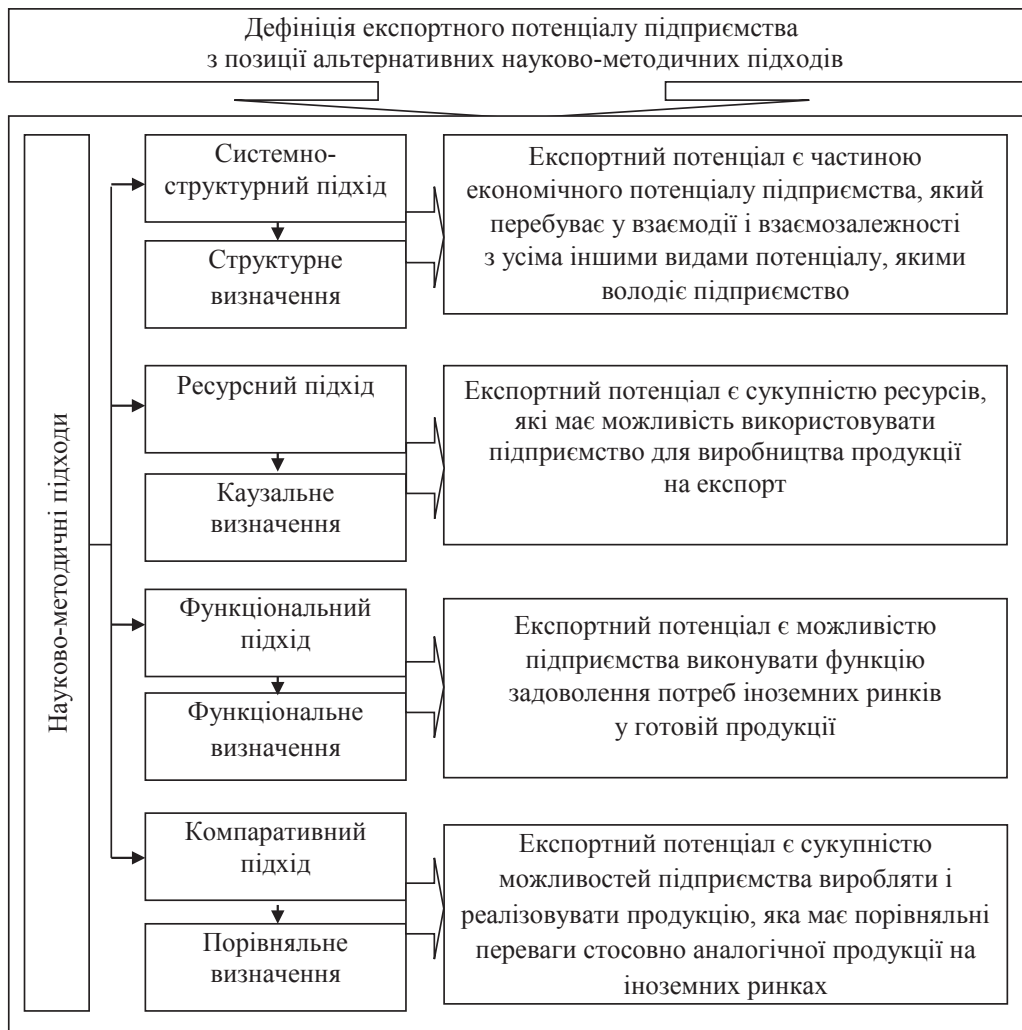 Дефініція експортного потенціалу підприємства
з позиції альтернативних науково-методичних підходів
Науково-методичні підходи
Системно-
структурний підхід
Структурне
визначення
Експортний потенціал є частиною
економічного потенціалу підприємства, який
перебуває у взаємодії і взаємозалежності
з усіма іншими видами потенціалу, якими
володіє підприємство
Ресурсний підхід
Каузальне
визначення
Експортний потенціал є сукупністю ресурсів,
які має можливість використовувати
підприємство для виробництва продукції
на експорт
Функціональний
підхід
Функціональне
визначення
Експортний потенціал є можливістю
підприємства виконувати функцію
задоволення потреб іноземних ринків
у готовій продукції
Компаративний
підхід
Порівняльне
визначення
Експортний потенціал є сукупністю
можливостей підприємства виробляти і
реалізовувати продукцію, яка має порівняльні
переваги стосовно аналогічної продукції на
іноземних ринках